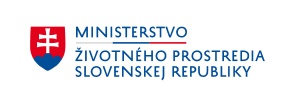 MINISTERSTVO
ŽIVOTNÉHO PROSTREDIA
SLOVENSKEJ REPUBLIKY